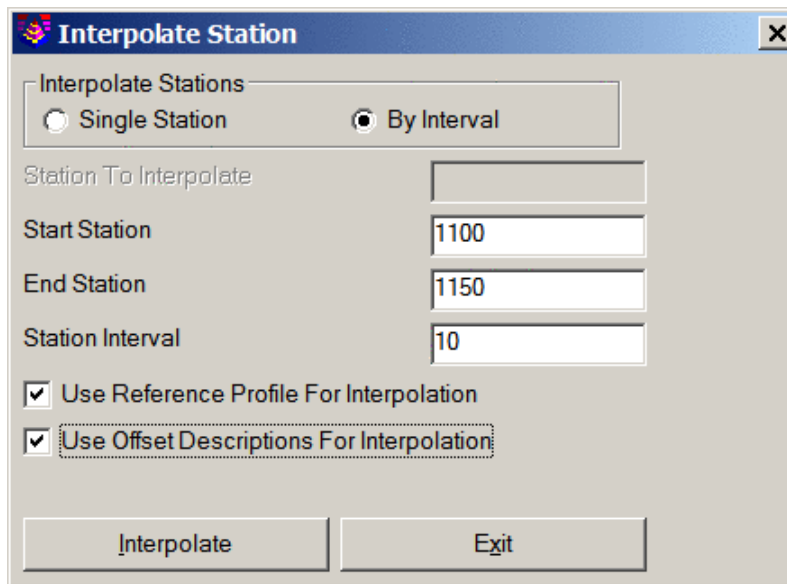 Interpolate Station
Interpolate Stations
Single Station By Interval
Station To Interpolate
Start Station 1100
End Station 1150
Station Interval 10
Use Reference Profile For Interpolation
Use Offset Descriptions For Interpolation
Interpolate Exit